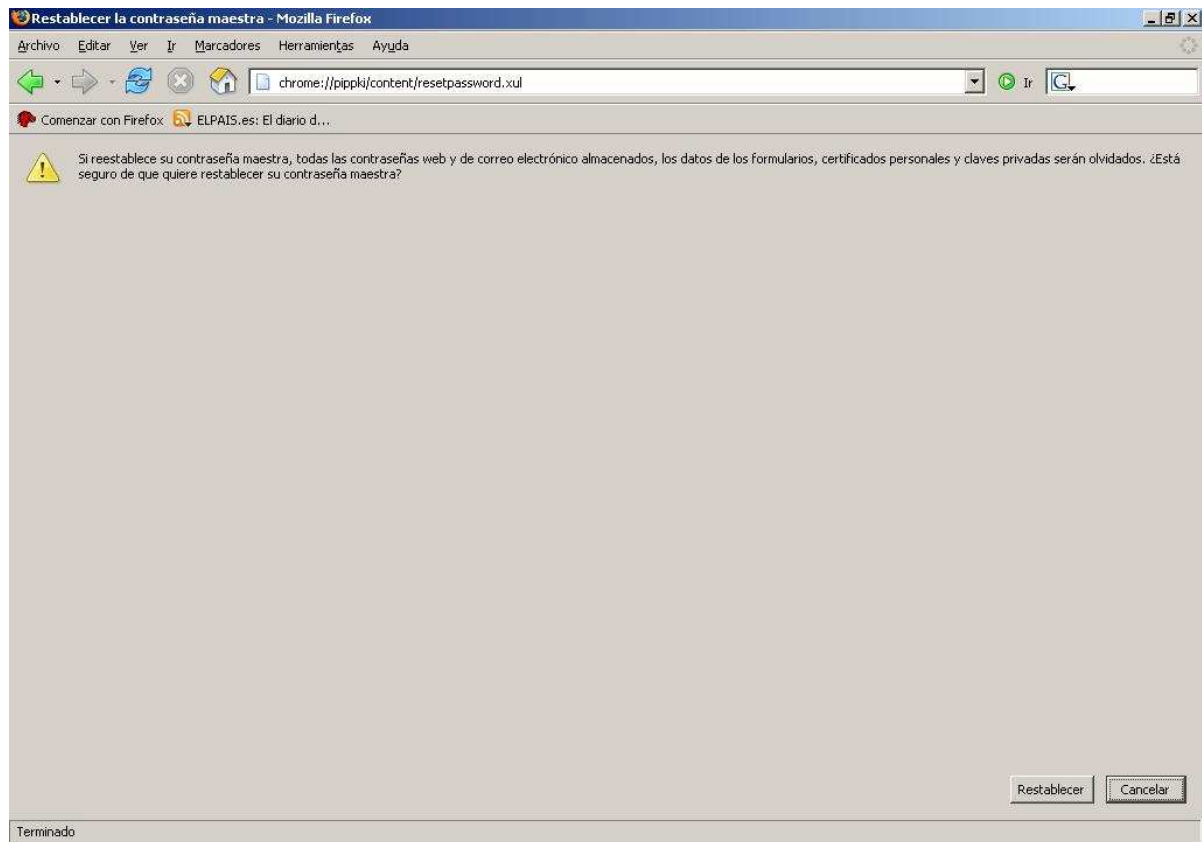 Restablecer la contraseña maestra - Mozilla Firefox
Archivo Editar Ver Ir Marcadores Herramientas Ayuda
chrome://pippki/content/resetpassword.xul Ir G
Comenzar con Firefox ELPAIS.es: El diario d...
Si reestablece su contraseña maestra, todas las contraseñas web y de correo electrónico almacenados, los datos de los formularios, certificados personales y claves privadas serán olvidados. ¿Está
seguro de que quiere restablecer su contraseña maestra?
Restablecer Cancelar
Terminado